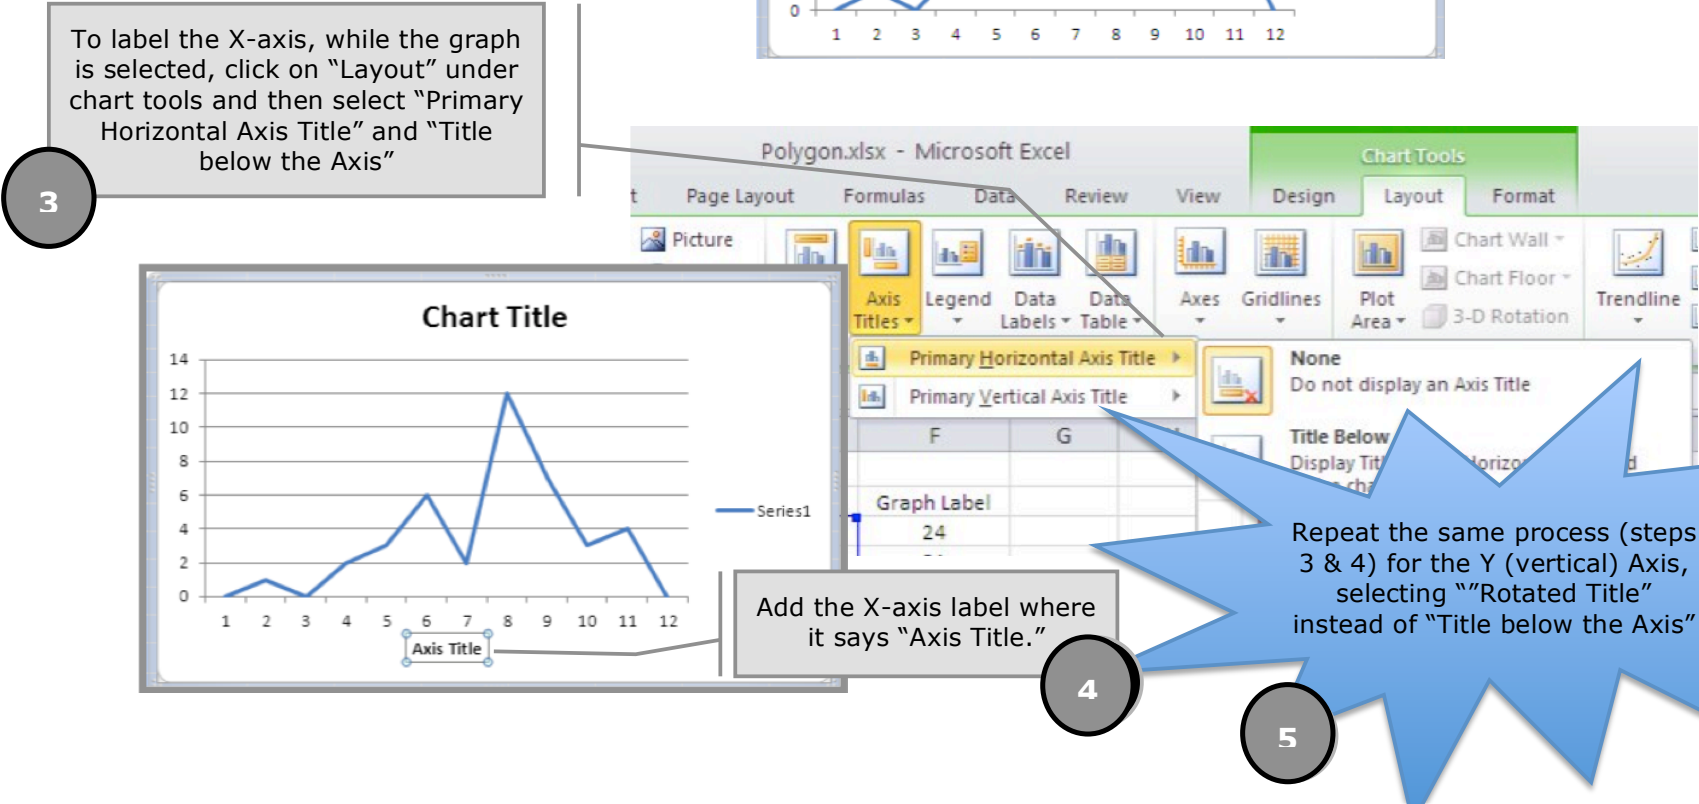 0
1 2 3 4 5 6 7 8 9 10 11 12
To label the X-axis, while the graph
is selected, click on “Layout” under
chart tools and then select “Primary
Horizontal Axis Title” and “Title
below the Axis”
3
Polygon.xlsx - Microsoft Excel
Chart Tools
t Page Layout Formulas Data Review View Design Layout Format
Picture
Axis Titles
Legend
Data Labels
Data Table
Axes
Gridlines
Plot Area
Chart Wall
Chart Floor
3-D Rotation
Trendline
Primary Horizontal Axis Title
Primary Vertical Axis Title
None
Do not display an Axis Title
Title Below
Display
F G
Graph Label
24
Chart Title
14
12
10
8
6
4
2
0
1 2 3 4 5 6 7 8 9 10 11 12
Axis Title
Series1
Add the X-axis label where
it says “Axis Title.”
4
Repeat the same process (steps
3 & 4) for the Y (vertical) Axis,
selecting “”Rotated Title”
instead of “Title below the Axis”
5